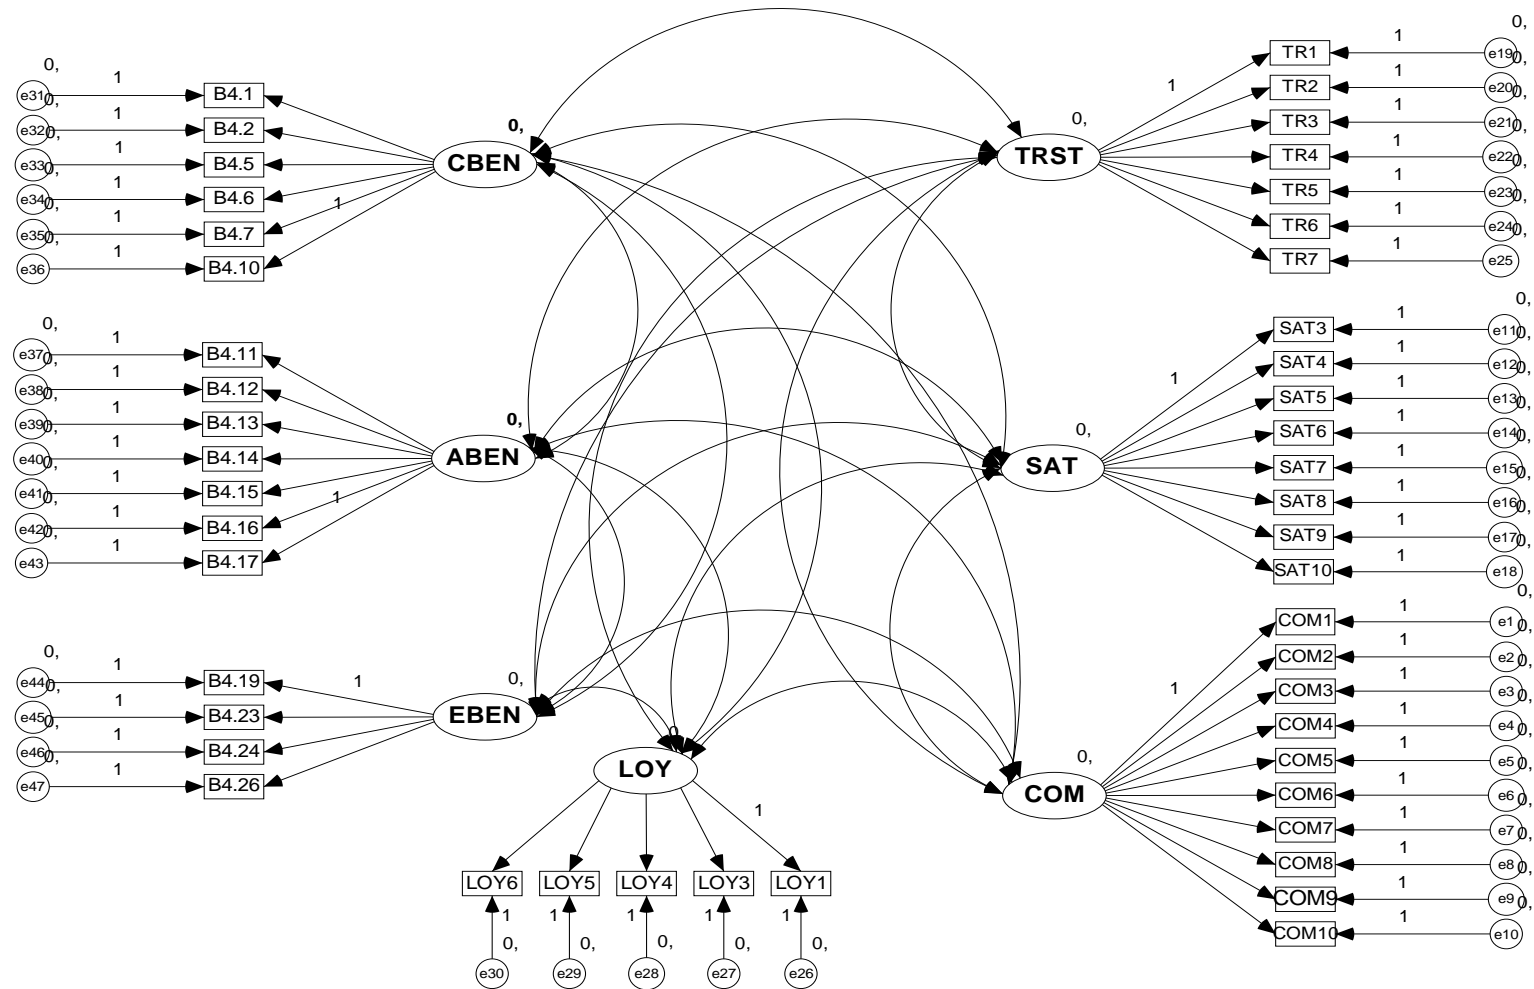 0,
e31 1 B4.1
0,
e32 1 B4.2
0,
e33 1 B4.5
0,
e34 1 B4.6
0,
e35 1 B4.7
0,
e36 1 B4.10
1
0,
CBEN
0,
e37 1 B4.11
0,
e38 1 B4.12
0,
e39 1 B4.13
0,
e40 1 B4.14
0,
e41 1 B4.15
0,
e42 1 B4.16
0,
e43 1 B4.17
1
0,
ABEN
0,
e44 1 B4.19
0,
e45 1 B4.23
0,
e46 1 B4.24
0,
e47 1 B4.26
1
0,
EBEN
0,
TRST
1
0,
TR1 1 e19
0,
TR2 1 e20
0,
TR3 1 e21
0,
TR4 1 e22
0,
TR5 1 e23
0,
TR6 1 e24
0,
TR7 1 e25
0,
SAT
1
0,
SAT3 1 e11
0,
SAT4 1 e12
0,
SAT5 1 e13
0,
SAT6 1 e14
0,
SAT7 1 e15
0,
SAT8 1 e16
0,
SAT9 1 e17
0,
SAT10 1 e18
0,
COM
1
0,
COM1 1 e1
0,
COM2 1 e2
0,
COM3 1 e3
0,
COM4 1 e4
0,
COM5 1 e5
0,
COM6 1 e6
0,
COM7 1 e7
0,
COM8 1 e8
0,
COM9 1 e9
0,
COM10 1 e10
0,
LOY
1
LOY6 LOY5 LOY4 LOY3 LOY1
1 1 1 1 1
0, 0, 0, 0, 0,
e30 e29 e28 e27 e26